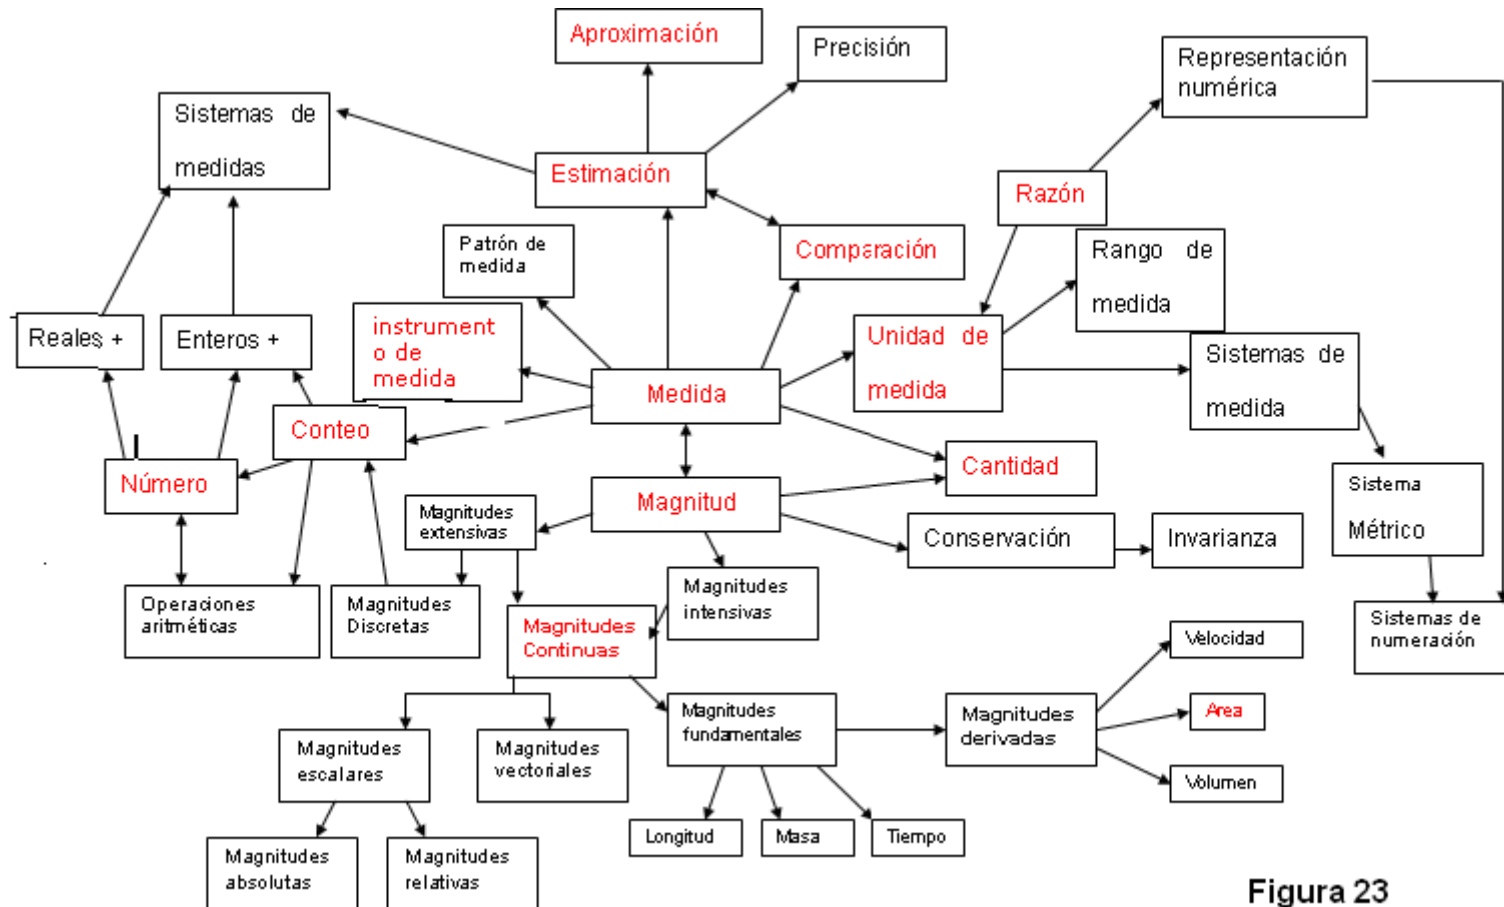 Aproximación
Precisión
Representación
numérica
Sistemas de
medidas
Estimación
Razón
Patrón de
medida
Comparación
Rango de
medida
Reales +
Enteros +
instrument
o de
medida
Unidad de
medida
Sistemas de
medida
Medida
Conteo
Cantidad
Número
Magnitud
Sistema
Métrico
Magnitudes
extensivas
Conservación
Invarianza
Operaciones
aritméticas
Magnitudes
Discretas
Magnitudes
intensivas
Magnitudes
Continuas
Sistemas de
numeración
Velocidad
Magnitudes
fundamentales
Magnitudes
derivadas
Area
Magnitudes
escalares
Magnitudes
vectoriales
Volumen
Longitud
Masa
Tiempo
Magnitudes
absolutas
Magnitudes
relativas
Figura 23